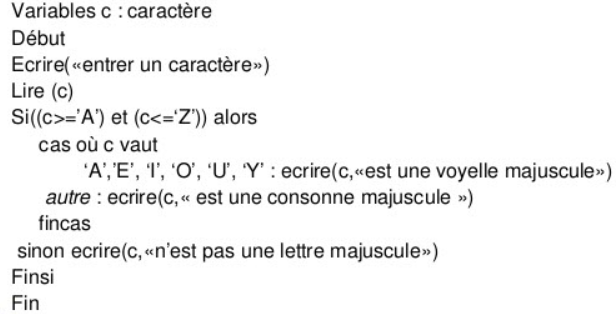 Variables c : caractère
Début
Ecrire(«entrer un caractère»)
Lire (c)
Si((c>=’A’) et (c<=‘Z’)) alors
cas où c vaut
‘A’,’E’, ‘I’, ‘O’, ‘U’, ‘Y’ : ecrire(c,«est une voyelle majuscule»)
autre : ecrire(c,« est une consonne majuscule »)
fincas
sinon ecrire(c,«n’est pas une lettre majuscule»)
Finsi
Fin